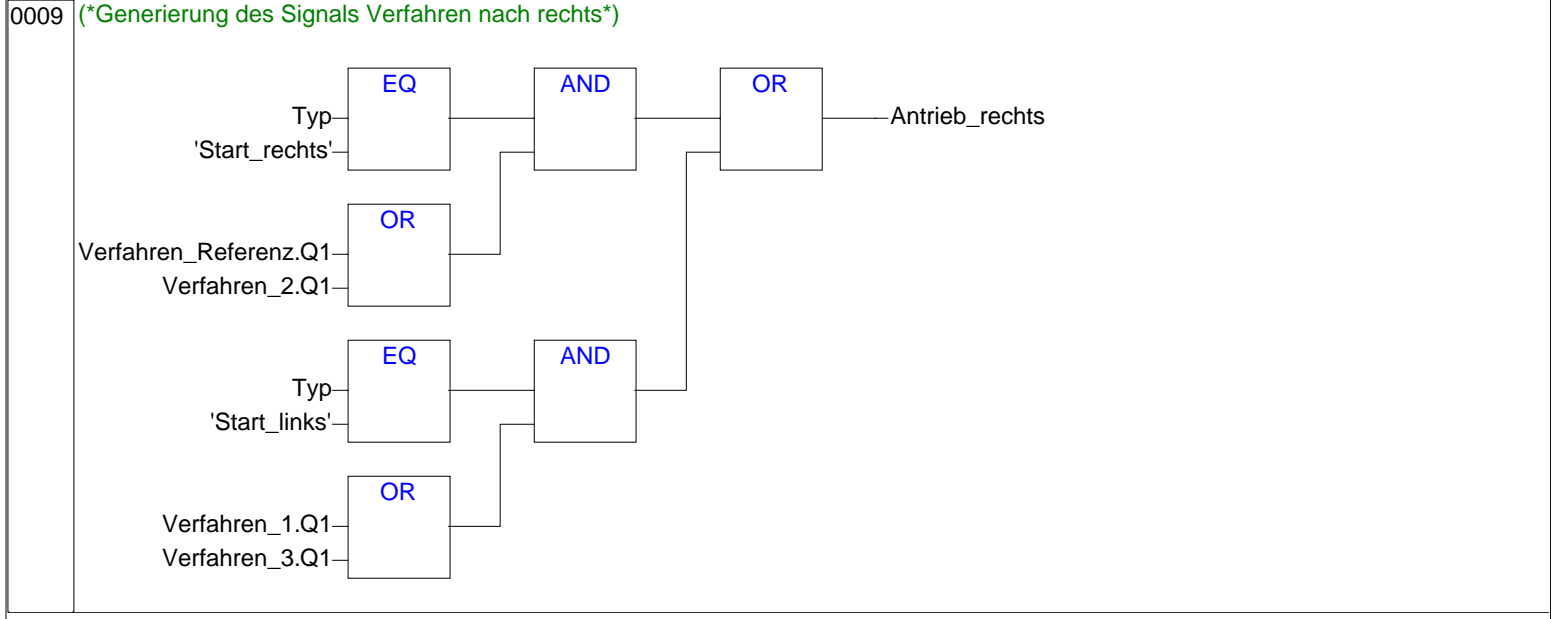 0009 (*Generierung des Signals Verfahren nach rechts*)
EQ AND OR
Typ Antrieb_rechts
'Start_rechts'
OR
Verfahren_Referenz.Q1
Verfahren_2.Q1
EQ AND
Typ
'Start_links'
OR
Verfahren_1.Q1
Verfahren_3.Q1